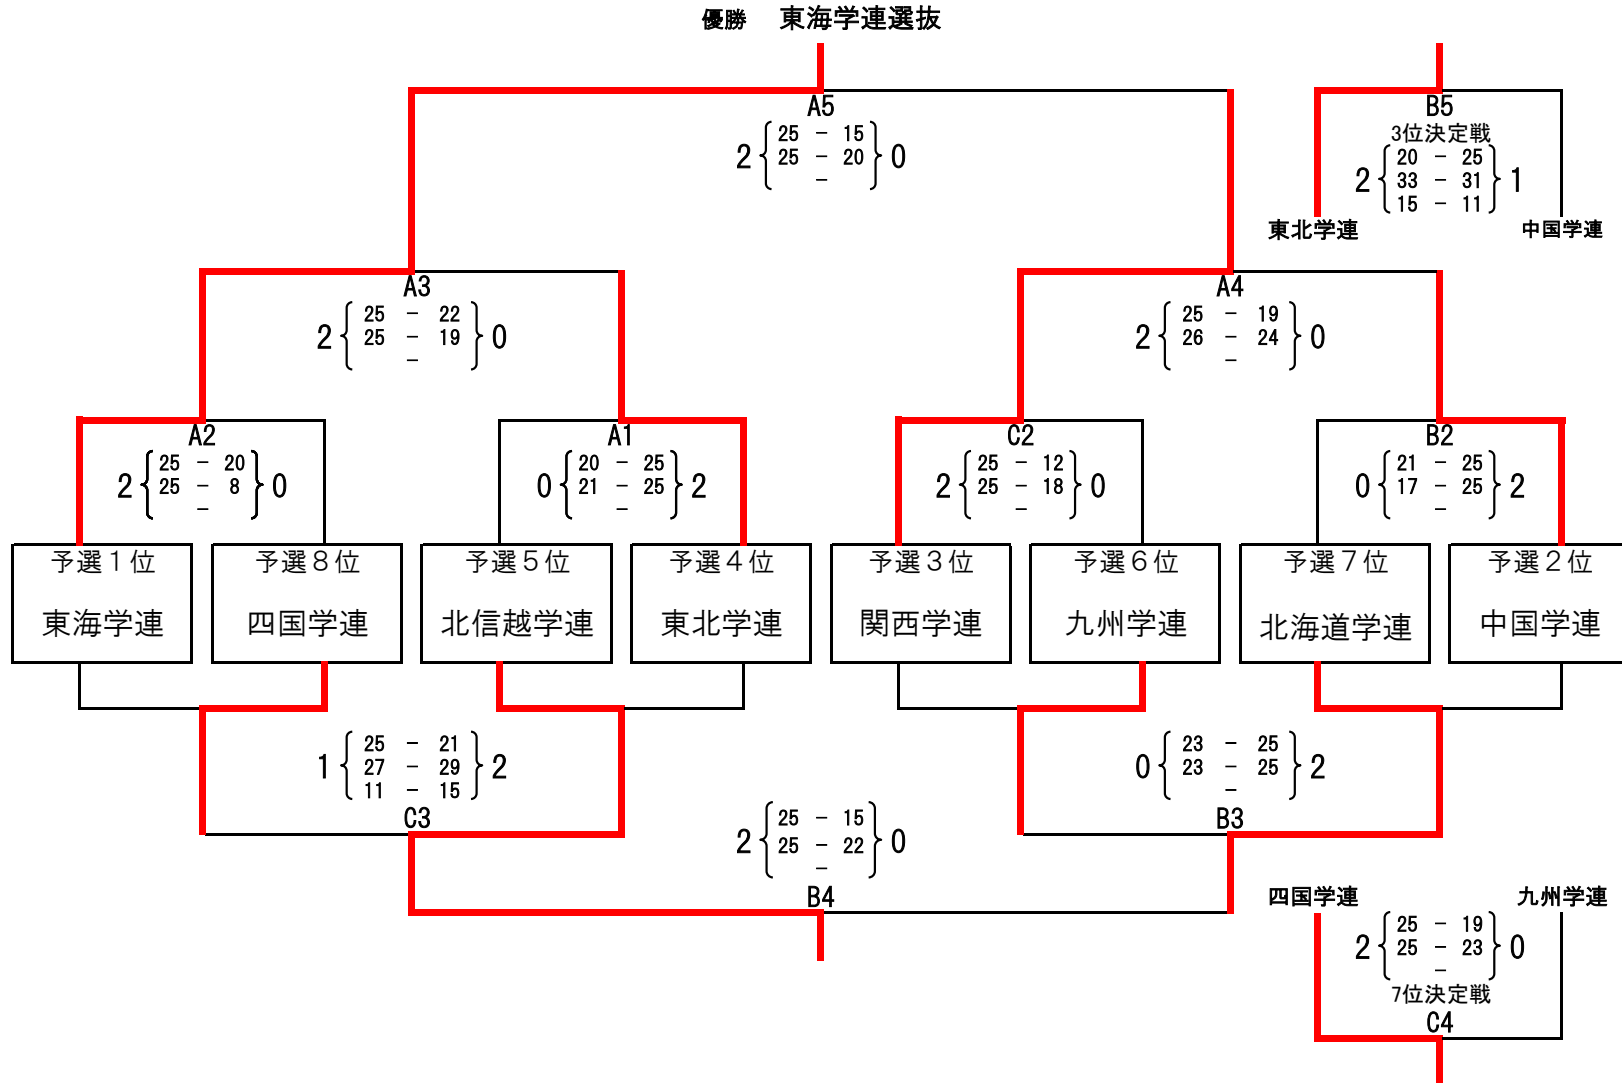 優勝　東海学連選抜
A5
2 25 － 15 0
25 － 20
－
B5
3位決定戦
2 20 － 25 1
33 － 31
15 － 11
東北学連　中国学連
A3
2 25 － 22 0
25 － 19
－
A4
2 25 － 19 0
26 － 24
－
A2
2 25 － 20 0
25 － 8
－
A1
0 20 － 25 2
21 － 25
－
C2
2 25 － 12 0
25 － 18
－
B2
0 21 － 25 2
17 － 25
－
予選１位
東海学連
予選８位
四国学連
予選５位
北信越学連
予選４位
東北学連
予選３位
関西学連
予選６位
九州学連
予選７位
北海道学連
予選２位
中国学連
1 25 － 21 2
27 － 29
11 － 15
C3
0 23 － 25 2
23 － 25
－
B3
2 25 － 15 0
25 － 22
－
B4
四国学連　九州学連
2 25 － 19 0
25 － 23
－
7位決定戦
C4